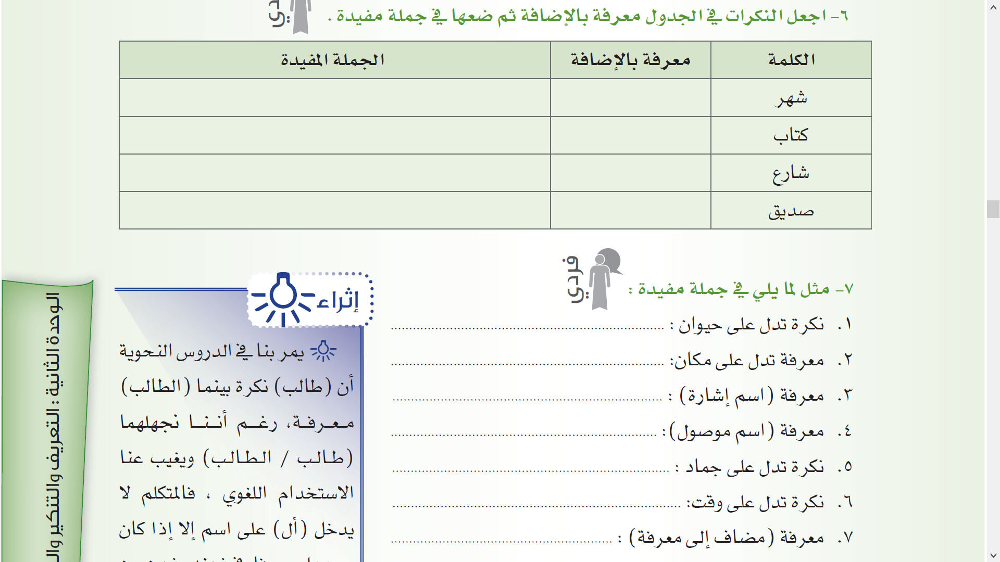 ٦- اجعل النكرات في الجدول معرفة بالإضافة ثم ضعها في جملة مفيدة .
الكلمة معرفة بالإضافة الجملة المفيدة
شهر
كتاب
شارع
صديق
فردي
٧- مثل لما يلي في جملة مفيدة :
١. نكرة تدل على حيوان : ........................................
٢. معرفة تدل على مكان: ........................................
٣. معرفة (اسم إشارة) : ........................................
٤. معرفة (اسم موصول): ........................................
٥. نكرة تدل على جماد : ........................................
٦. نكرة تدل على وقت: ........................................
٧. معرفة (مضاف إلى معرفة) : ........................................
إثراء
يمر بنا في الدروس النحوية
أن (طالب) نكرة بينما (الطالب)
معرفة، رغم أننا نجهلهما
(طالب / الطالب) ويغيب عنا
الاستخدام اللغوي ، فالمتكلم لا
يدخل (أل) على اسم إلا إذا كان
الوحدة الثانية : التعريف والتنكير